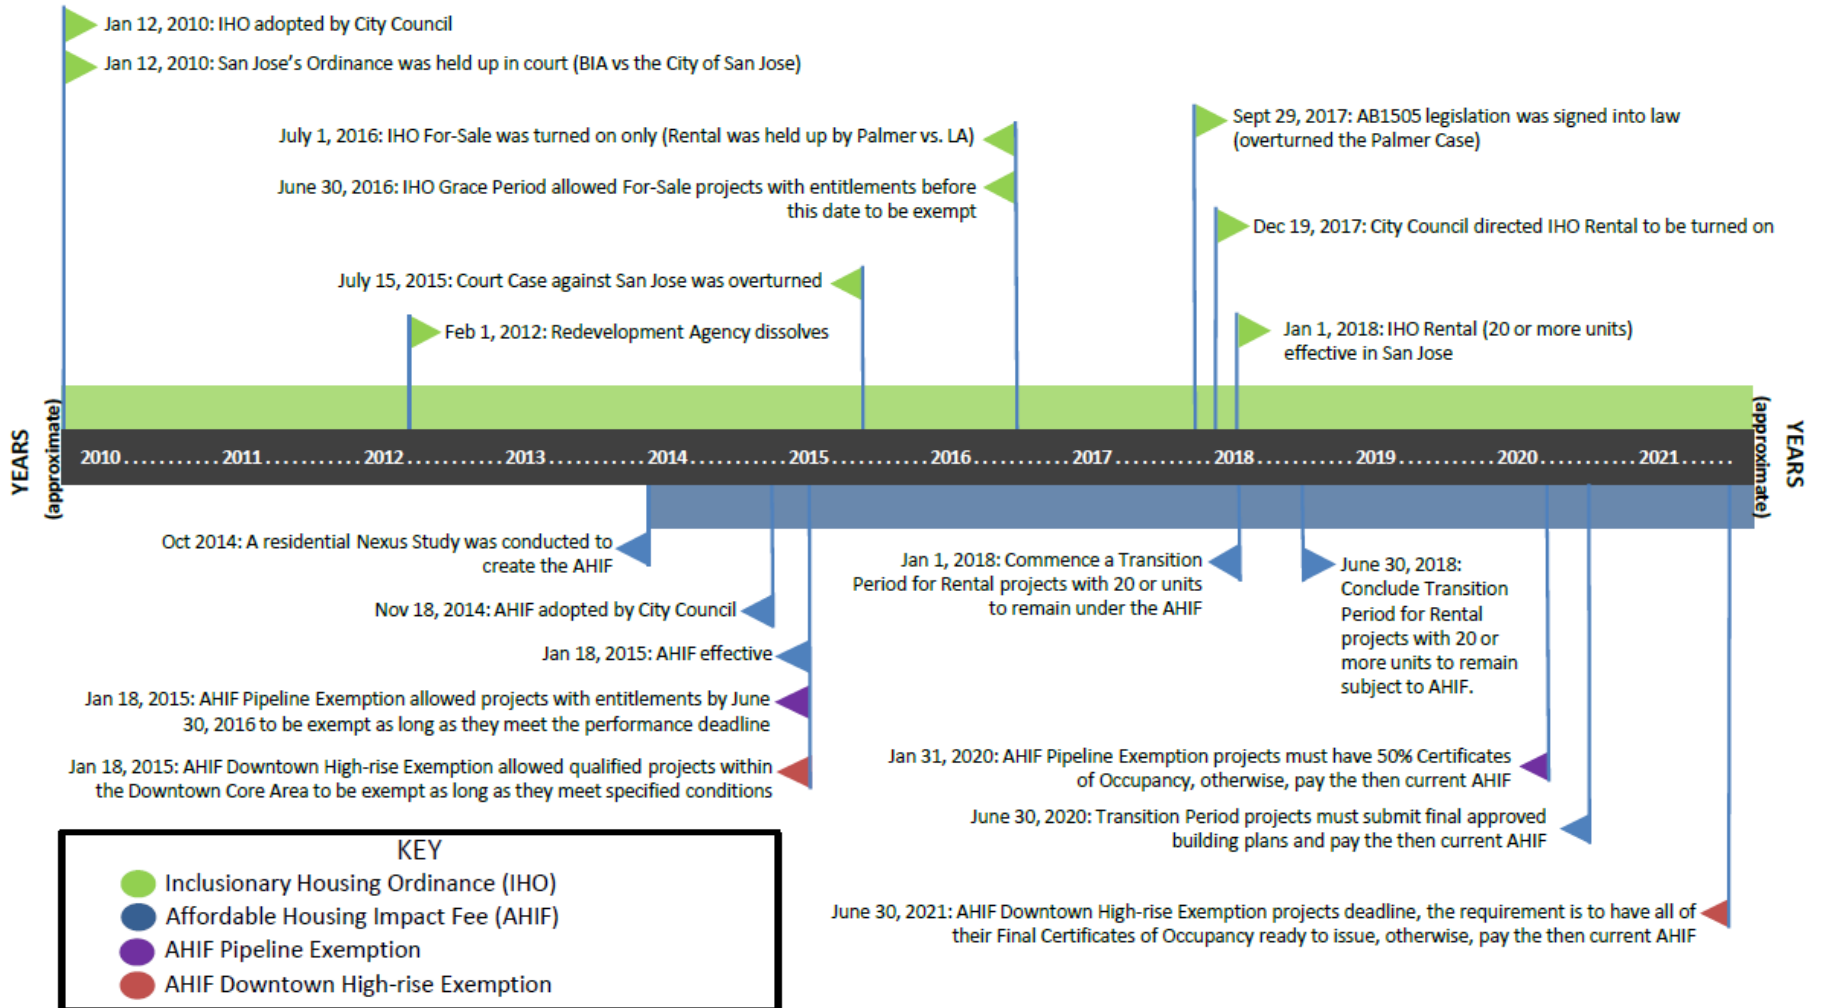 Jan 12, 2010: IHO adopted by City Council
Jan 12, 2010: San Jose's Ordinance was held up in court (BIA vs the City of San Jose)
July 1, 2016: IHO For-Sale was turned on only (Rental was held up by Palmer vs. LA)
June 30, 2016: IHO Grace Period allowed For-Sale projects with entitlements before
this date to be exempt
July 15, 2015: Court Case against San Jose was overturned
Feb 1, 2012: Redevelopment Agency dissolves
Sept 29, 2017: AB1505 legislation was signed into law
(overturned the Palmer Case)
Dec 19, 2017: City Council directed IHO Rental to be turned on
Jan 1, 2018: IHO Rental (20 or more units)
effective in San Jose
YEARS
(approximate)
2010..........2011..........2012..........2013..........2014..........2015..........2016..........2017..........2018..........2019..........2020..........2021......
(approximate)
YEARS
Oct 2014: A residential Nexus Study was conducted to
create the AHIF
Nov 18, 2014: AHIF adopted by City Council
Jan 18, 2015: AHIF effective
Jan 18, 2015: AHIF Pipeline Exemption allowed projects with entitlements by June
30, 2016 to be exempt as long as they meet the performance deadline
Jan 18, 2015: AHIF Downtown High-rise Exemption allowed qualified projects within
the Downtown Core Area to be exempt as long as they meet specified conditions
Jan 1, 2018: Commence a Transition
Period for Rental projects with 20 or units
to remain under the AHIF
June 30, 2018:
Conclude Transition
Period for Rental
projects with 20 or
more units to remain
subject to AHIF.
Jan 31, 2020: AHIF Pipeline Exemption projects must have 50% Certificates
of Occupancy, otherwise, pay the then current AHIF
June 30, 2020: Transition Period projects must submit final approved
building plans and pay the then current AHIF
June 30, 2021: AHIF Downtown High-rise Exemption projects deadline, the requirement is to have all of
their Final Certificates of Occupancy ready to issue, otherwise, pay the then current AHIF
KEY
Inclusionary Housing Ordinance (IHO)
Affordable Housing Impact Fee (AHIF)
AHIF Pipeline Exemption
AHIF Downtown High-rise Exemption